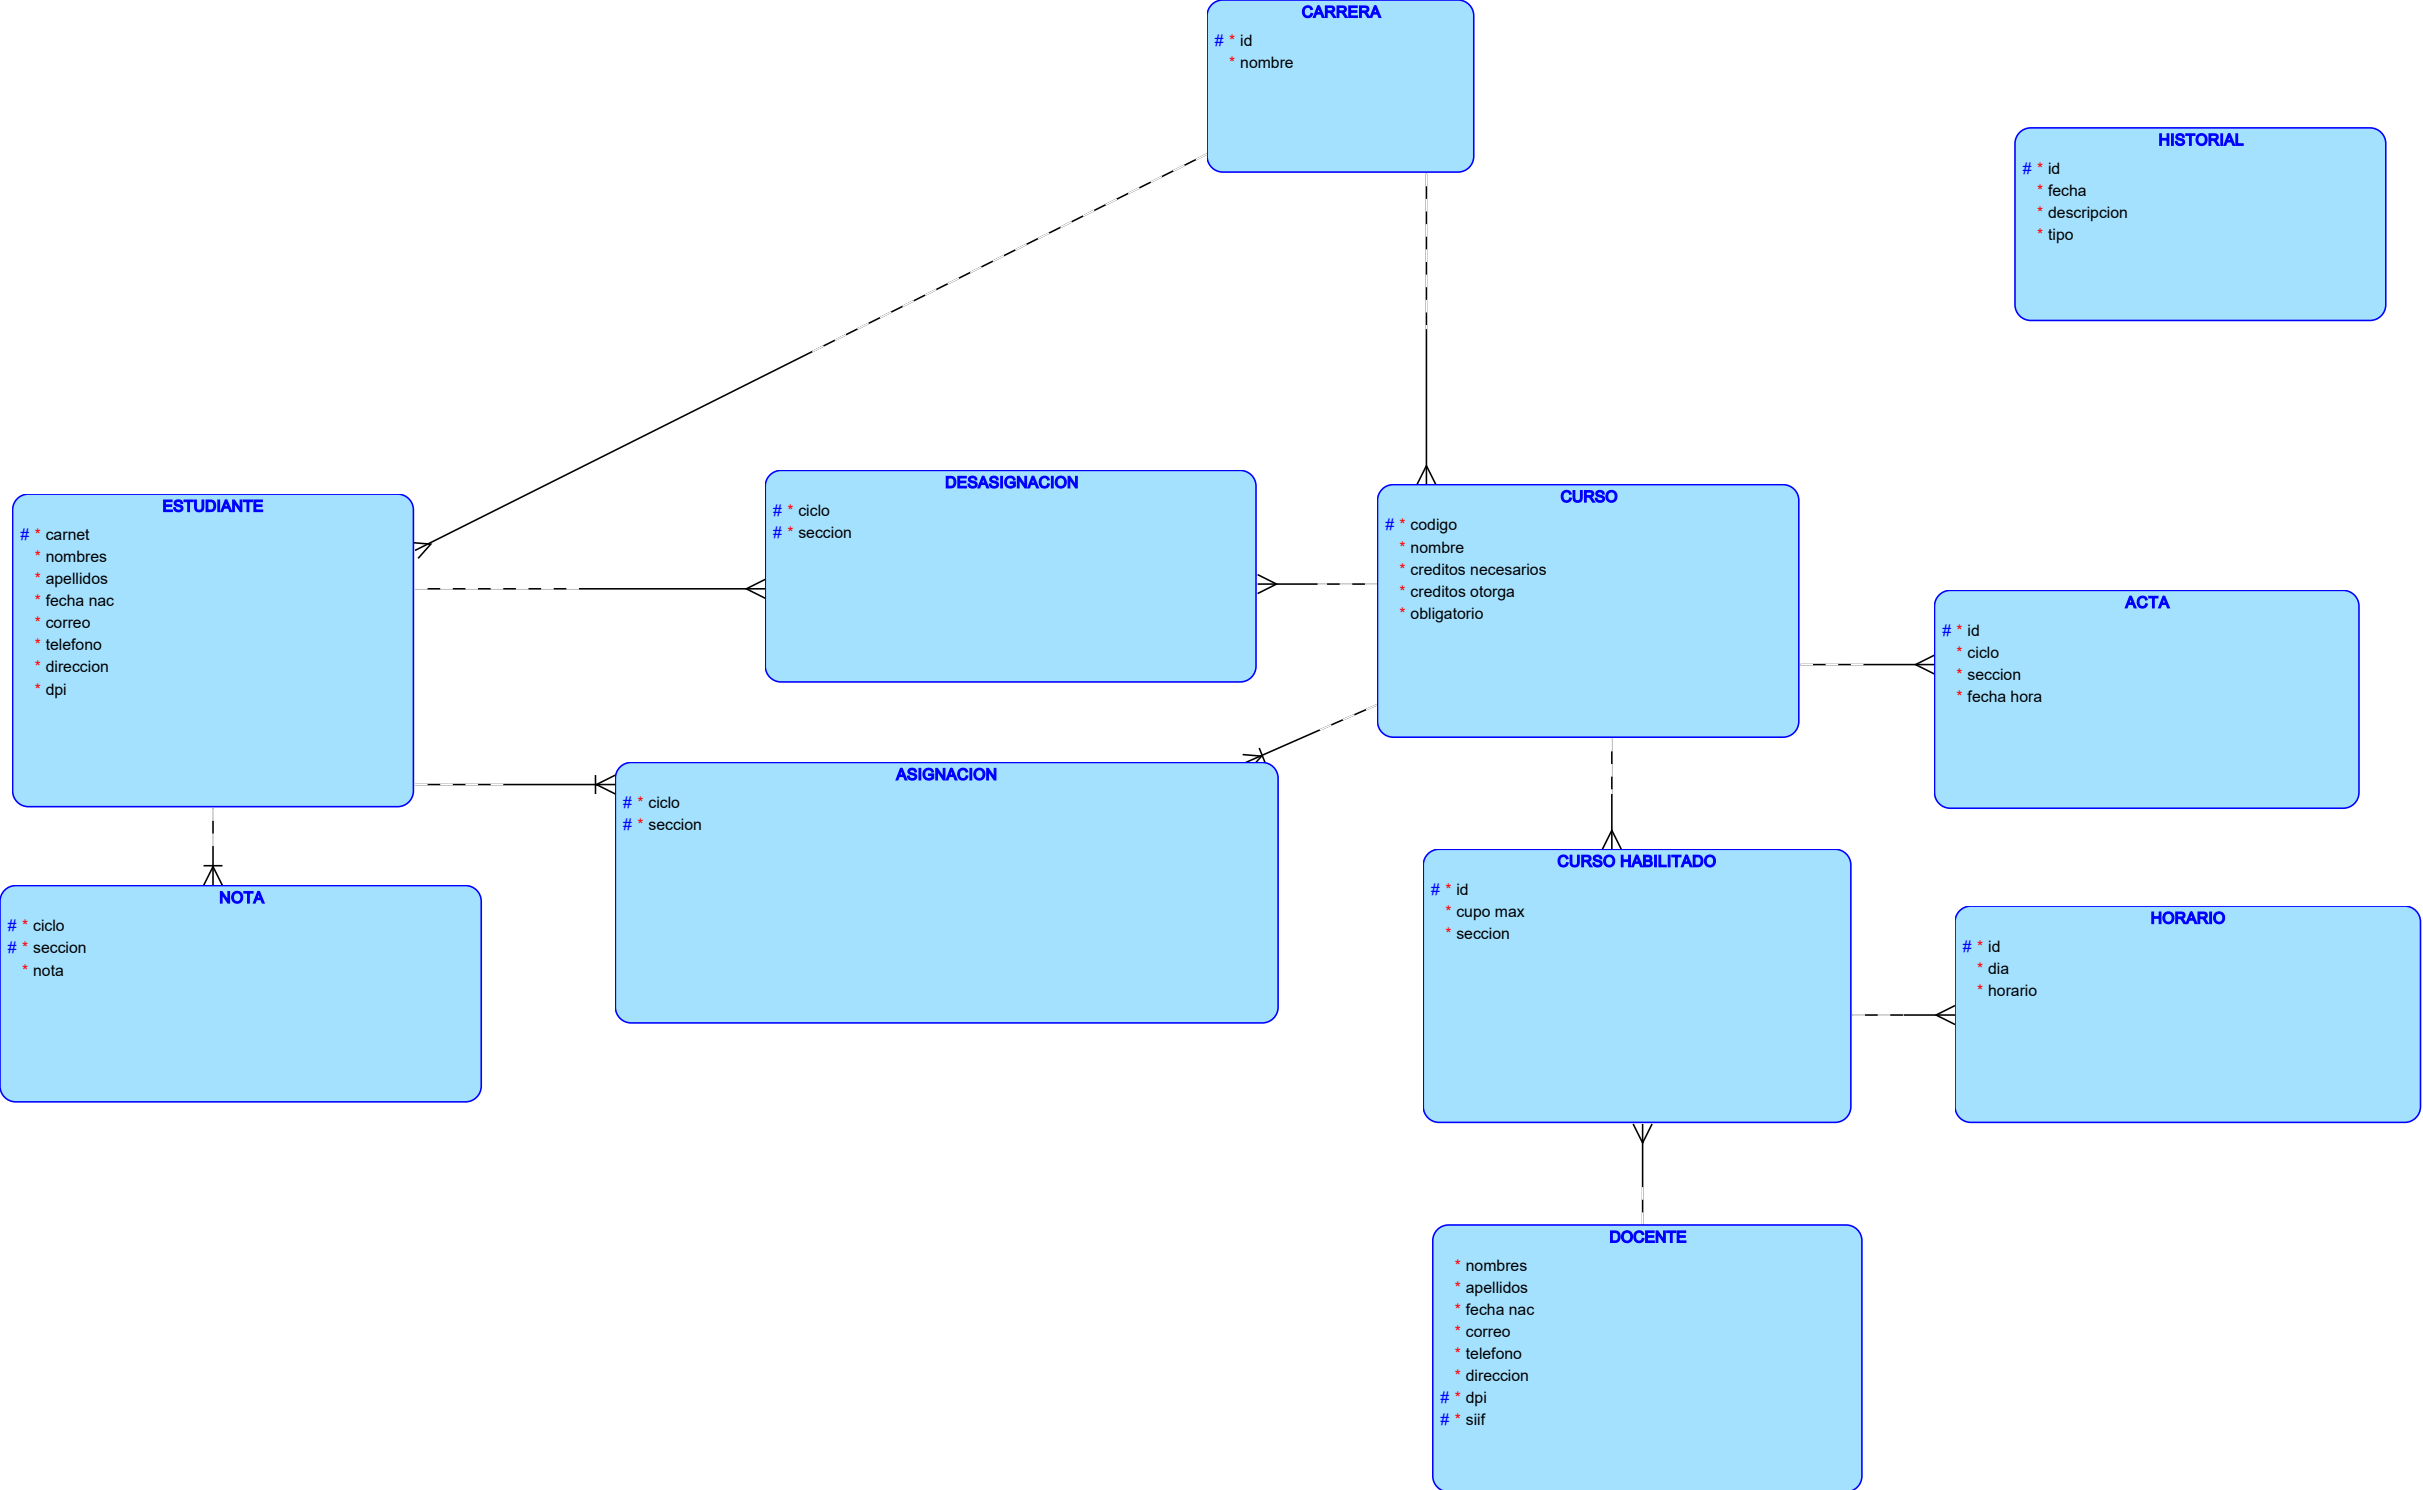 CARRERA
# * id
* nombre
HISTORIAL
# * id
* fecha
* descripcion
* tipo
ESTUDIANTE
# * carnet
* nombres
* apellidos
* fecha nac
* correo
* telefono
* direccion
* dpi
DESASIGNACION
# * ciclo
# * seccion
CURSO
# * codigo
* nombre
* creditos necesarios
* creditos otorga
* obligatorio
ACTA
# * id
* ciclo
* seccion
* fecha hora
ASIGNACION
# * ciclo
# * seccion
NOTA
# * ciclo
# * seccion
* nota
CURSO HABILITADO
# * id
* cupo max
* seccion
HORARIO
# * id
* dia
* horario
DOCENTE
* nombres
* apellidos
* fecha nac
* correo
* telefono
* direccion
# * dpi
# * siif